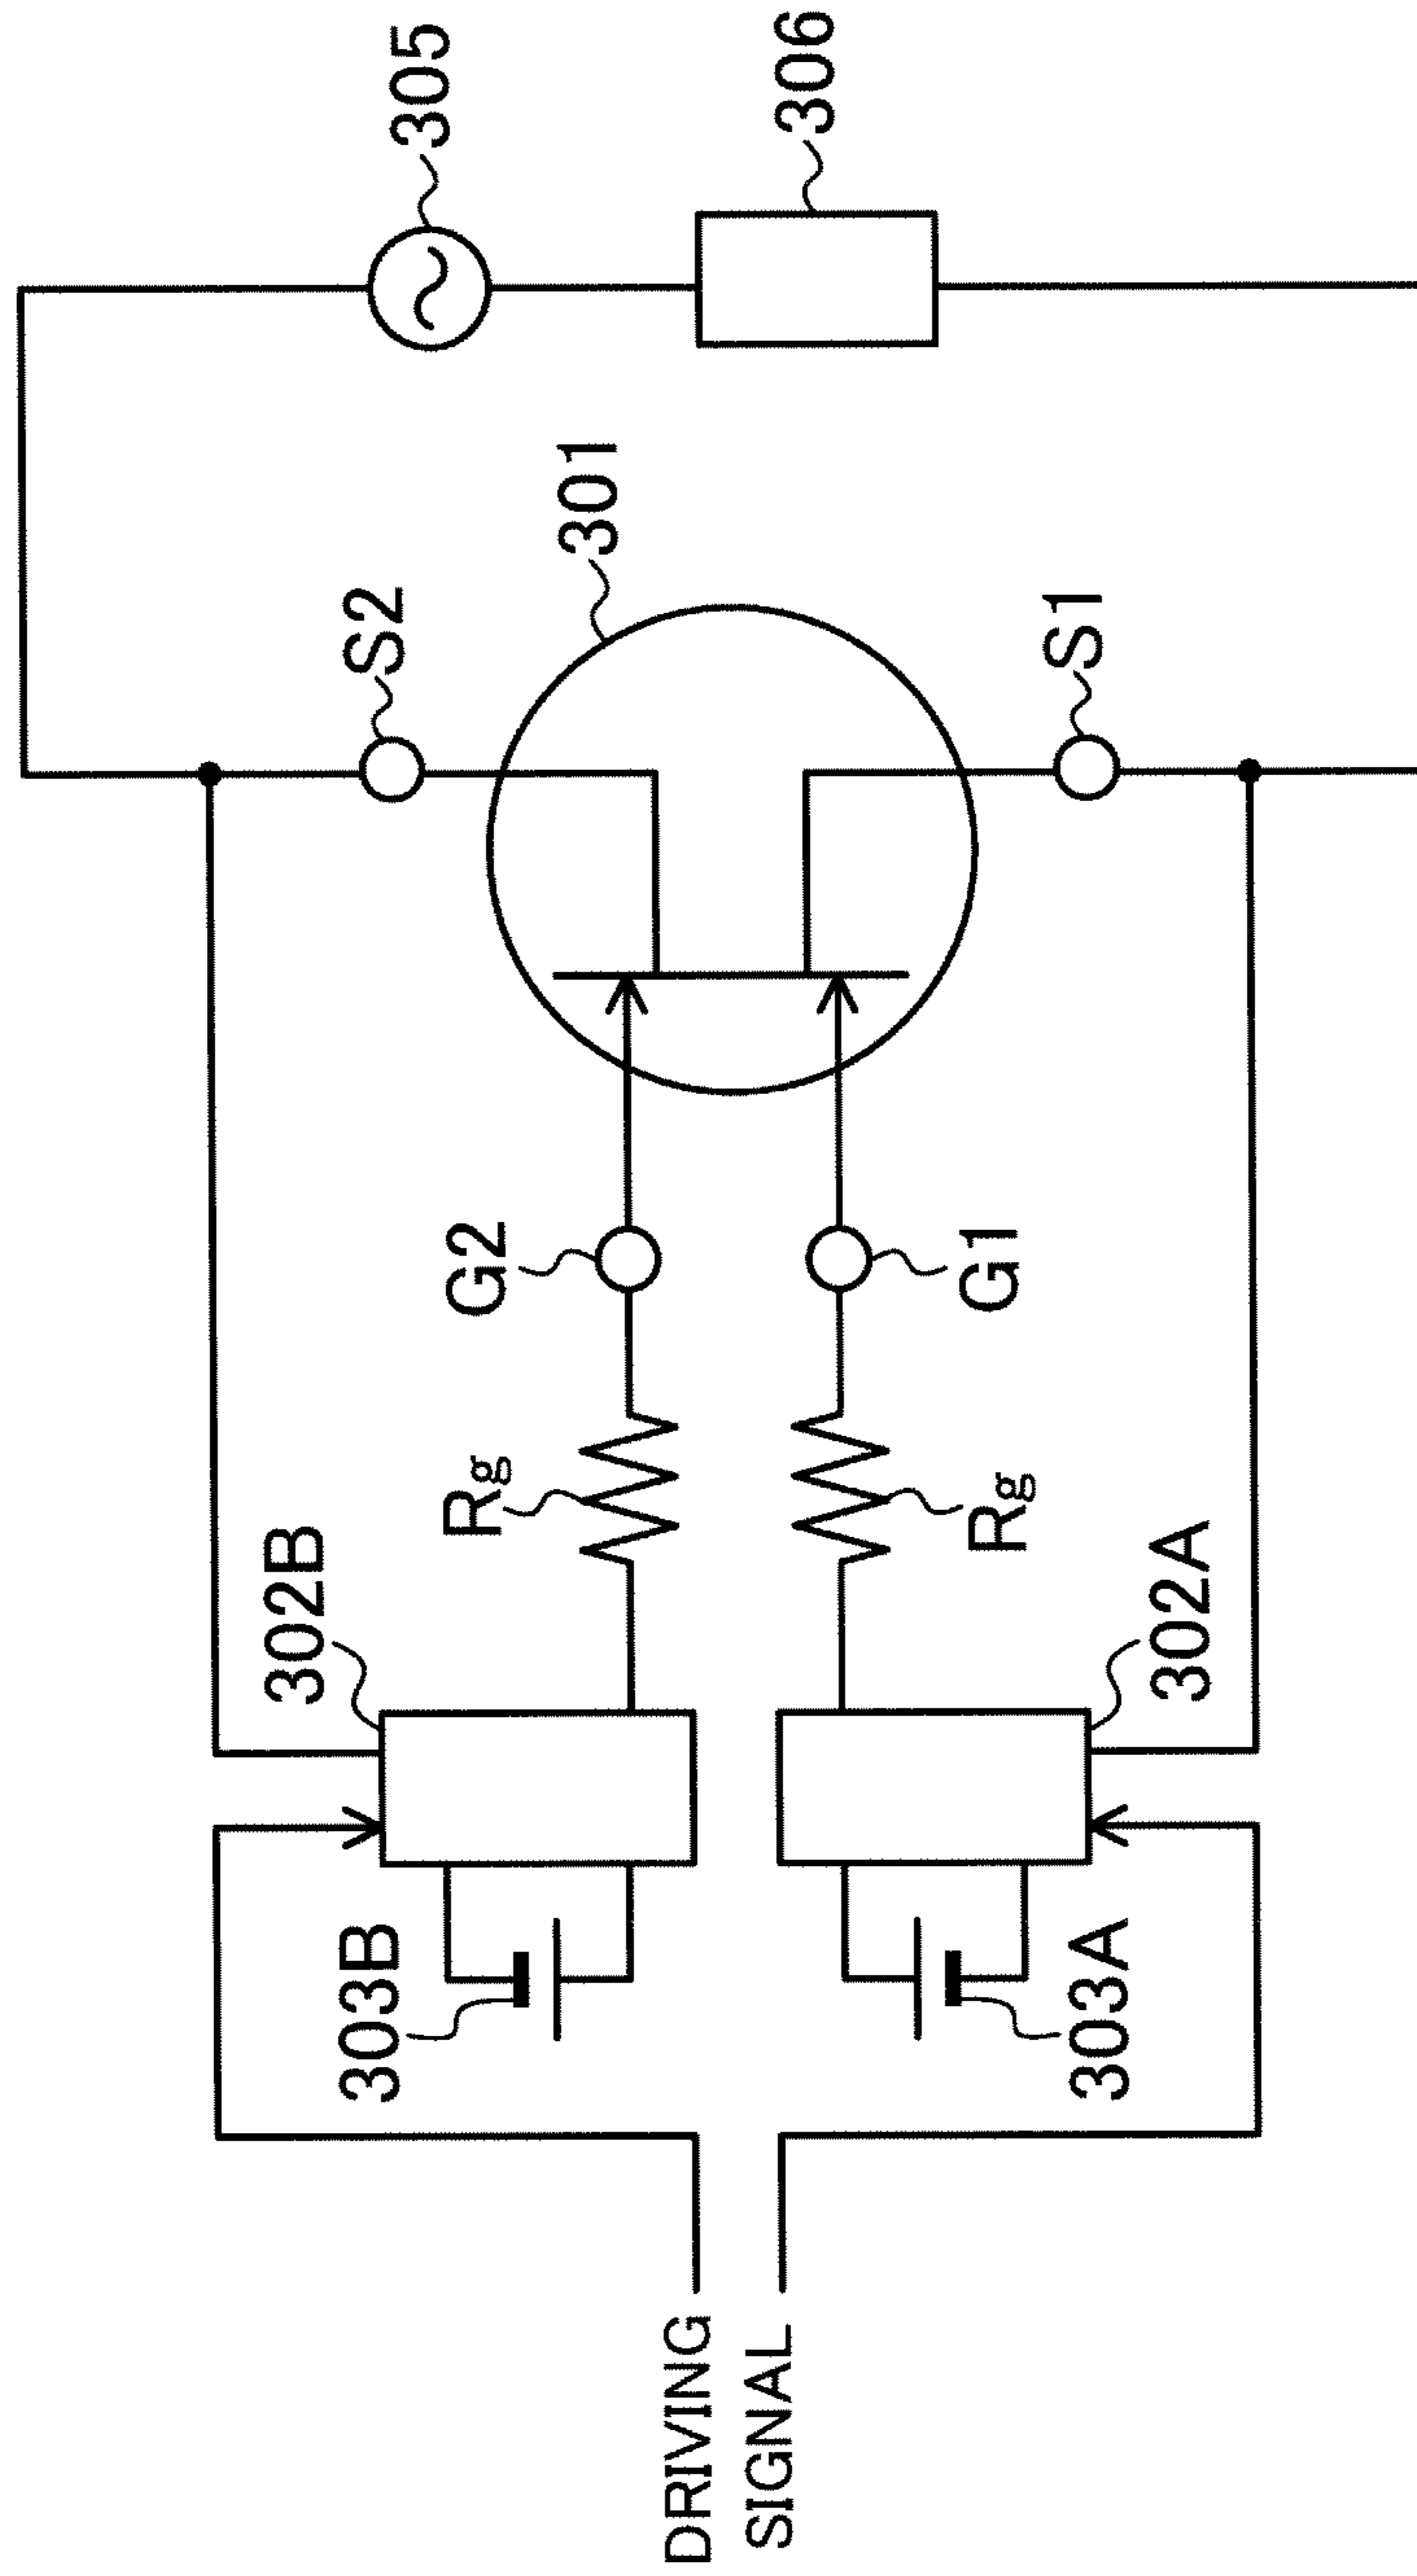 302B
303B
S2
305
Rg
G2
301
DRIVING
SIGNAL
306
Rg
G1
S1
303A
302A